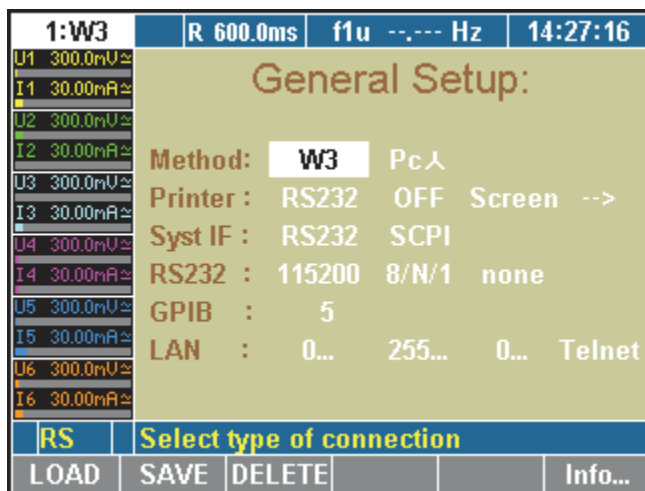 1:W3 R 600.0ms f1u --.--- Hz 14:27:16
U1 300.0mV≃
I1 30.00mA≃
U2 300.0mV≃
I2 30.00mA≃
U3 300.0mV≃
I3 30.00mA≃
U4 300.0mV≃
I4 30.00mA≃
U5 300.0mV≃
I5 30.00mA≃
U6 300.0mV≃
I6 30.00mA≃
General Setup:
Method: W3 Pc⅄
Printer : RS232 OFF Screen -->
Syst IF : RS232 SCPI
RS232 : 115200 8/N/1 none
GPIB : 5
LAN : 0... 255... 0... Telnet
RS Select type of connection
LOAD SAVE DELETE Info...